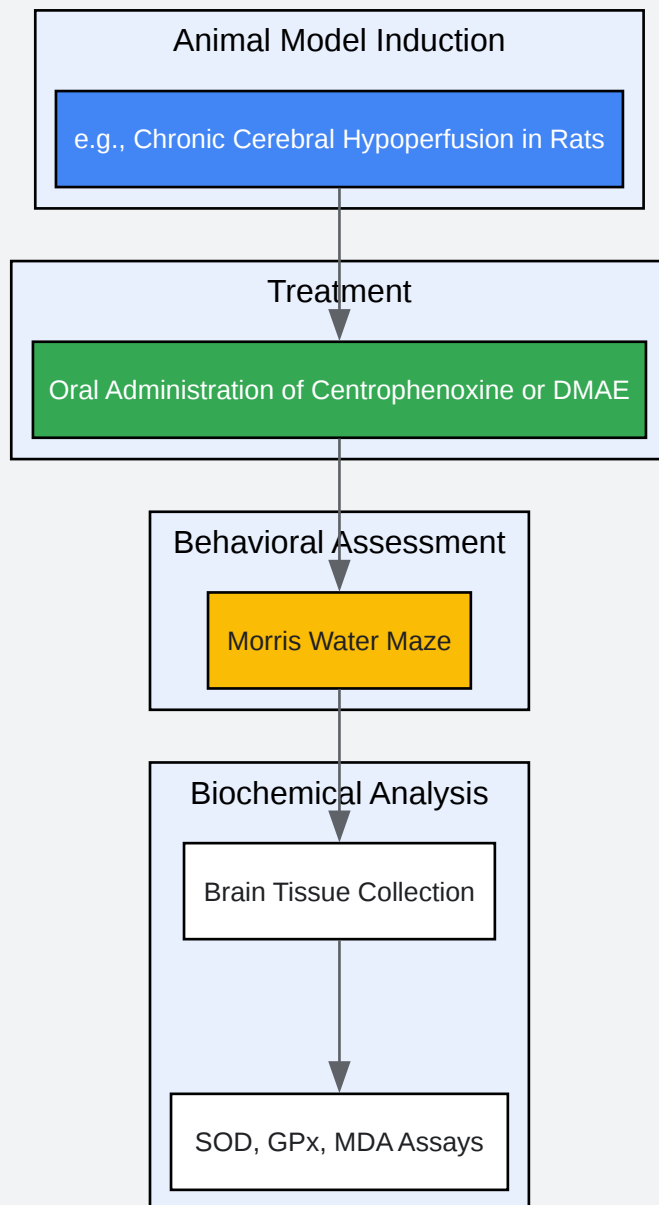 Animal Model Induction
e.g., Chronic Cerebral Hypoperfusion in Rats
Treatment
Oral Administration of Centrophenoxine or DMAE
Behavioral Assessment
Morris Water Maze
Biochemical Analysis
Brain Tissue Collection
SOD, GPx, MDA Assays